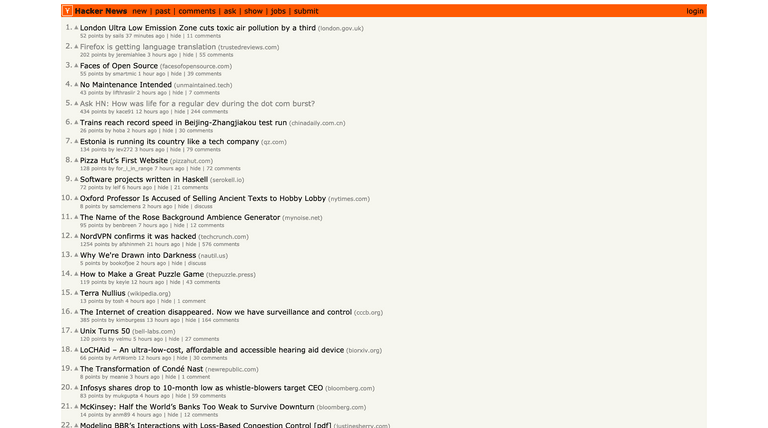 Y Hacker News new | past | comments | ask | show | jobs | submit login
1. London Ultra Low Emission Zone cuts toxic air pollution by a third (london.gov.uk)
52 points by saila 37 minutes ago | hide | 11 comments
2. Firefox is getting language translation (trustedreviews.com)
202 points by jeremiahlee 3 hours ago | hide | 55 comments
3. Faces of Open Source (facesofopensource.com)
55 points by smartmic 1 hour ago | hide | 39 comments
4. No Maintenance Intended (unmaintained.tech)
43 points by lifthrasiir 2 hours ago | hide | 7 comments
5. Ask HN: How was life for a regular dev during the dot com burst?
434 points by kace91 12 hours ago | hide | 244 comments
6. Trains reach record speed in Beijing-Zhangjiakou test run (chinadaily.com.cn)
26 points by hoba 2 hours ago | hide | 30 comments
7. Estonia is running its country like a tech company (qz.com)
134 points by lev272 3 hours ago | hide | 79 comments
8. Pizza Hut's First Website (pizzahut.com)
128 points by for_i_in_range 7 hours ago | hide | 72 comments
9. Software projects written in Haskell (serokell.io)
72 points by leif 6 hours ago | hide | 21 comments
10. Oxford Professor Is Accused of Selling Ancient Texts to Hobby Lobby (nytimes.com)
8 points by samclemens 2 hours ago | hide | discuss
11. The Name of the Rose Background Ambience Generator (mynoise.net)
95 points by benbreen 7 hours ago | hide | 12 comments
12. NordVPN confirms it was hacked (techcrunch.com)
1254 points by afshinmeh 21 hours ago | hide | 576 comments
13. Why We're Drawn into Darkness (nautil.us)
5 points by bookofjoe 2 hours ago | hide | discuss
14. How to Make a Great Puzzle Game (thepuzzle.press)
119 points by keyle 12 hours ago | hide | 43 comments
15. Terra Nullius (wikipedia.org)
13 points by tosh 4 hours ago | hide | 1 comment
16. The Internet of creation disappeared. Now we have surveillance and control (cccb.org)
385 points by kimburgess 13 hours ago | hide | 164 comments
17. Unix Turns 50 (bell-labs.com)
120 points by velmu 5 hours ago | hide | 27 comments
18. LoCHAid – An ultra-low-cost, affordable and accessible hearing aid device (biorxiv.org)
66 points by ArtWomb 12 hours ago | hide | 30 comments
19. The Transformation of Condé Nast (newrepublic.com)
8 points by msanie 3 hours ago | hide | 1 comment
20. Infosys shares drop to 10-month low as whistle-blowers target CEO (bloomberg.com)
83 points by mukgupta 4 hours ago | hide | 59 comments
21. McKinsey: Half the World's Banks Too Weak to Survive Downturn (bloomberg.com)
14 points by anm89 4 hours ago | hide | 12 comments
22. Modeling BBR's Interactions with Loss-Based Congestion Control [pdf] (justinesherry.com)